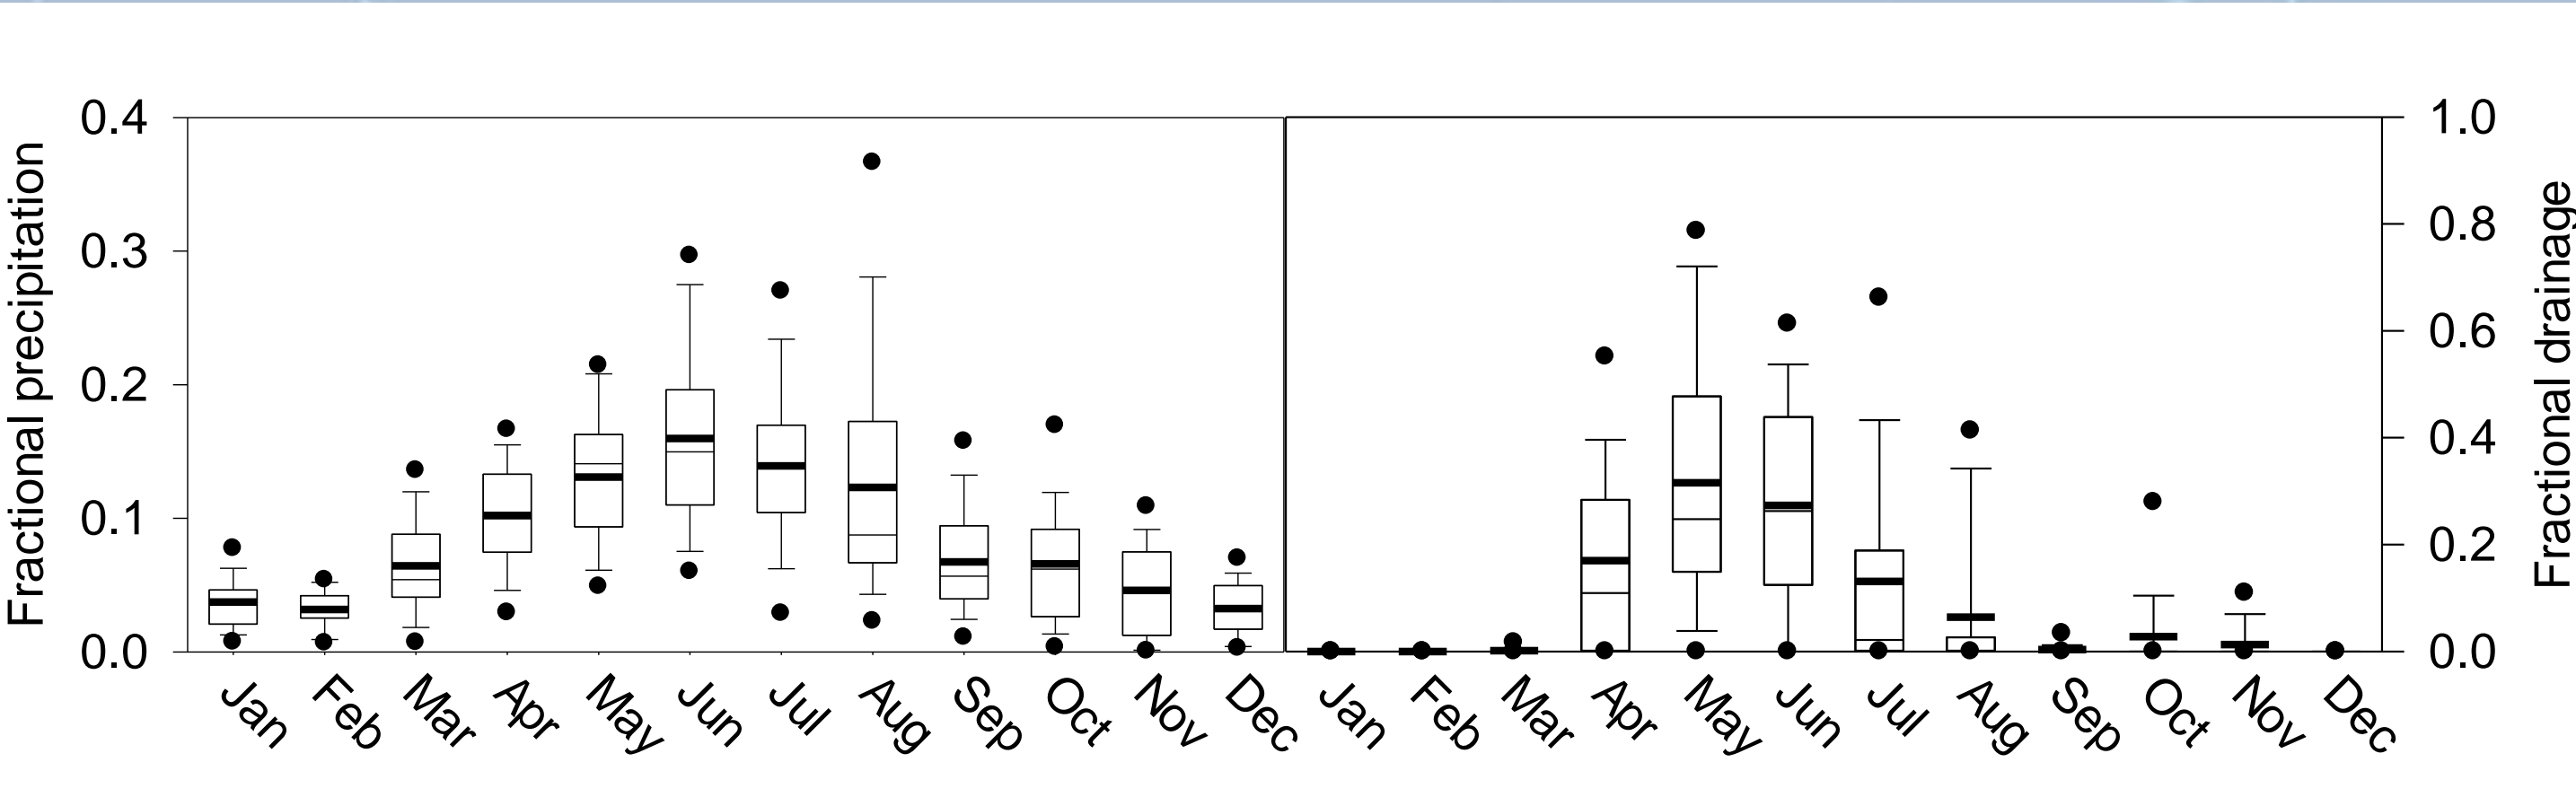 Fractional precipitation
0.4
0.3
0.2
0.1
0.0
Jan
Feb
Mar
Apr
May
Jun
Jul
Aug
Sep
Oct
Nov
Dec
Jan
Feb
Mar
Apr
May
Jun
Jul
Aug
Sep
Oct
Nov
Dec
1.0
0.8
0.6
0.4
0.2
0.0
Fractional drainage